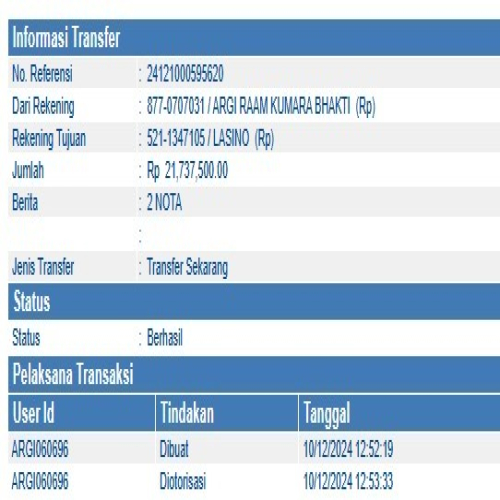 Informasi Transfer
No. Referensi : 24121000595620
Dari Rekening : 877-0707031 / ARGI RAAM KUMARA BHAKTI (Rp)
Rekening Tujuan : 521-1347105 / LASINO (Rp)
Jumlah : Rp 21,737,500.00
Berita : 2 NOTA
:
Jenis Transfer : Transfer Sekarang
Status
Status : Berhasil
Pelaksana Transaksi
User Id Tindakan Tanggal
ARGI060696 Dibuat 10/12/2024 12:52:19
ARGI060696 Diotorisasi 10/12/2024 12:53:33